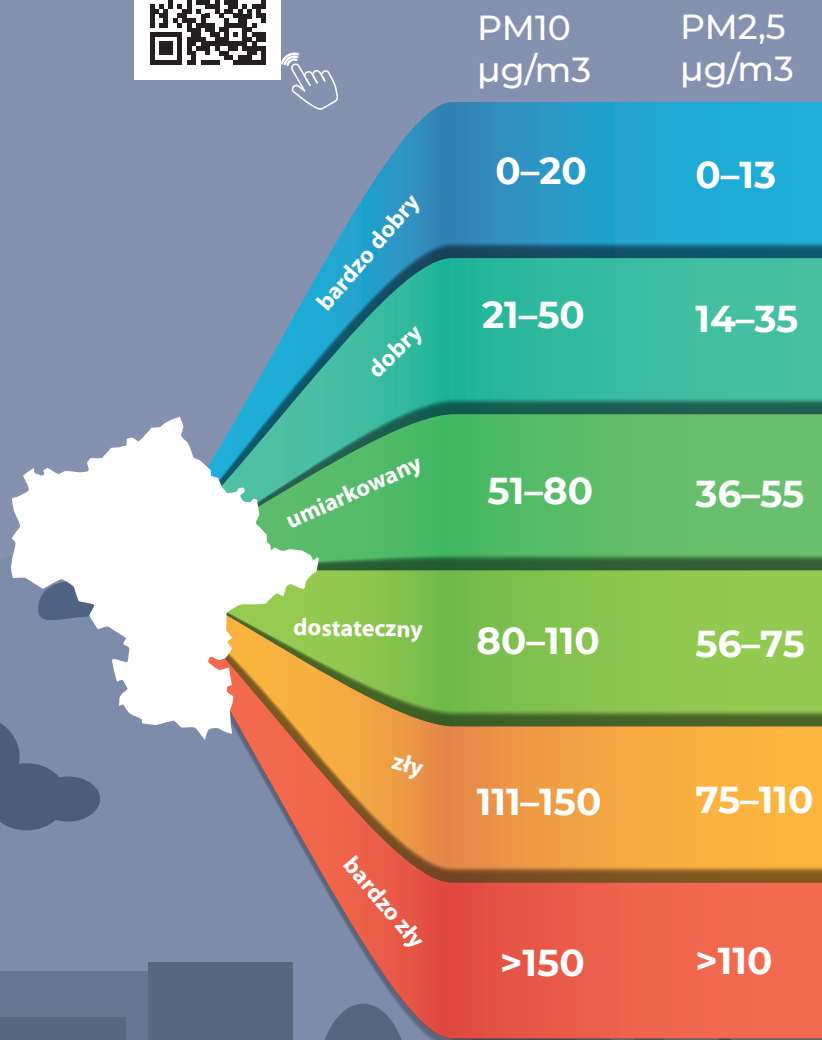 PM10
µg/m3
PM2,5
µg/m3
bardzo dobry
0–20
0–13
dobry
21–50
14–35
umiarkowany
51–80
36–55
dostateczny
80–110
56–75
zły
111–150
75–110
bardzo zły
>150
>110